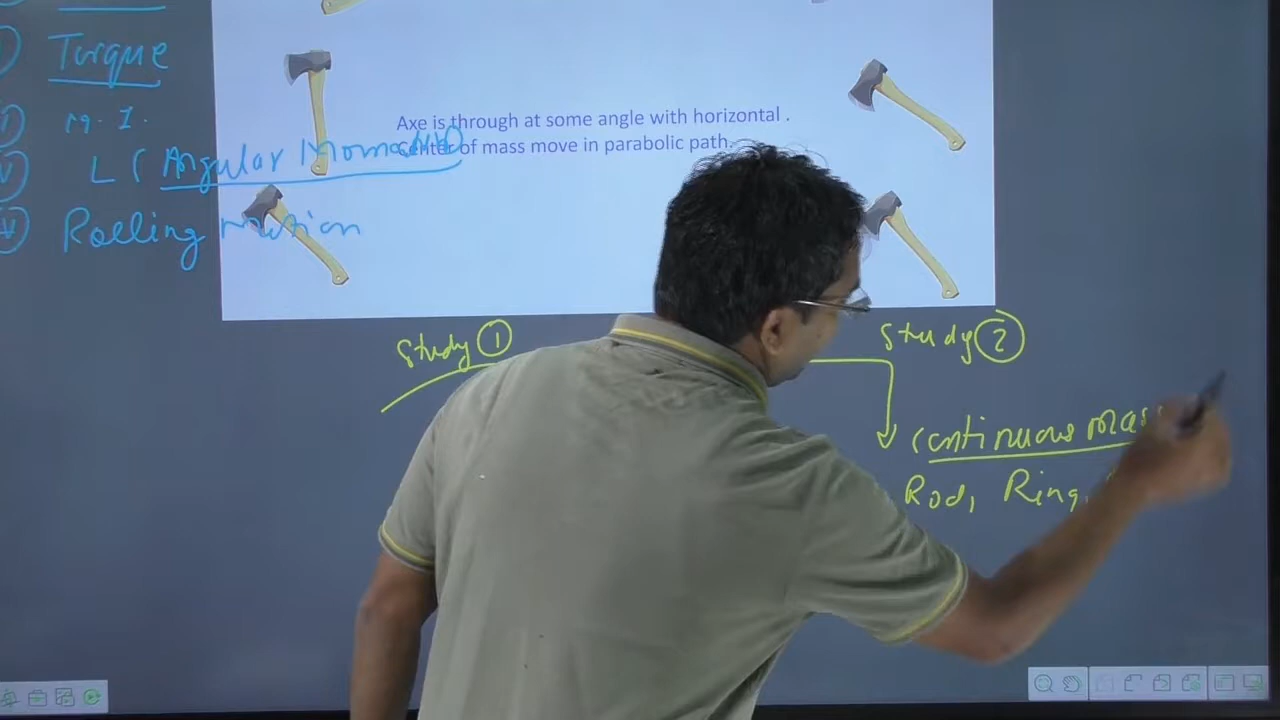 Torque
M. I.
L (Angular Momentum)
Rolling Motion
Axe is through at some angle with horizontal .
Center of mass move in parabolic path.
Study 1
Study 2
Continuous mass
Rod, Ring,